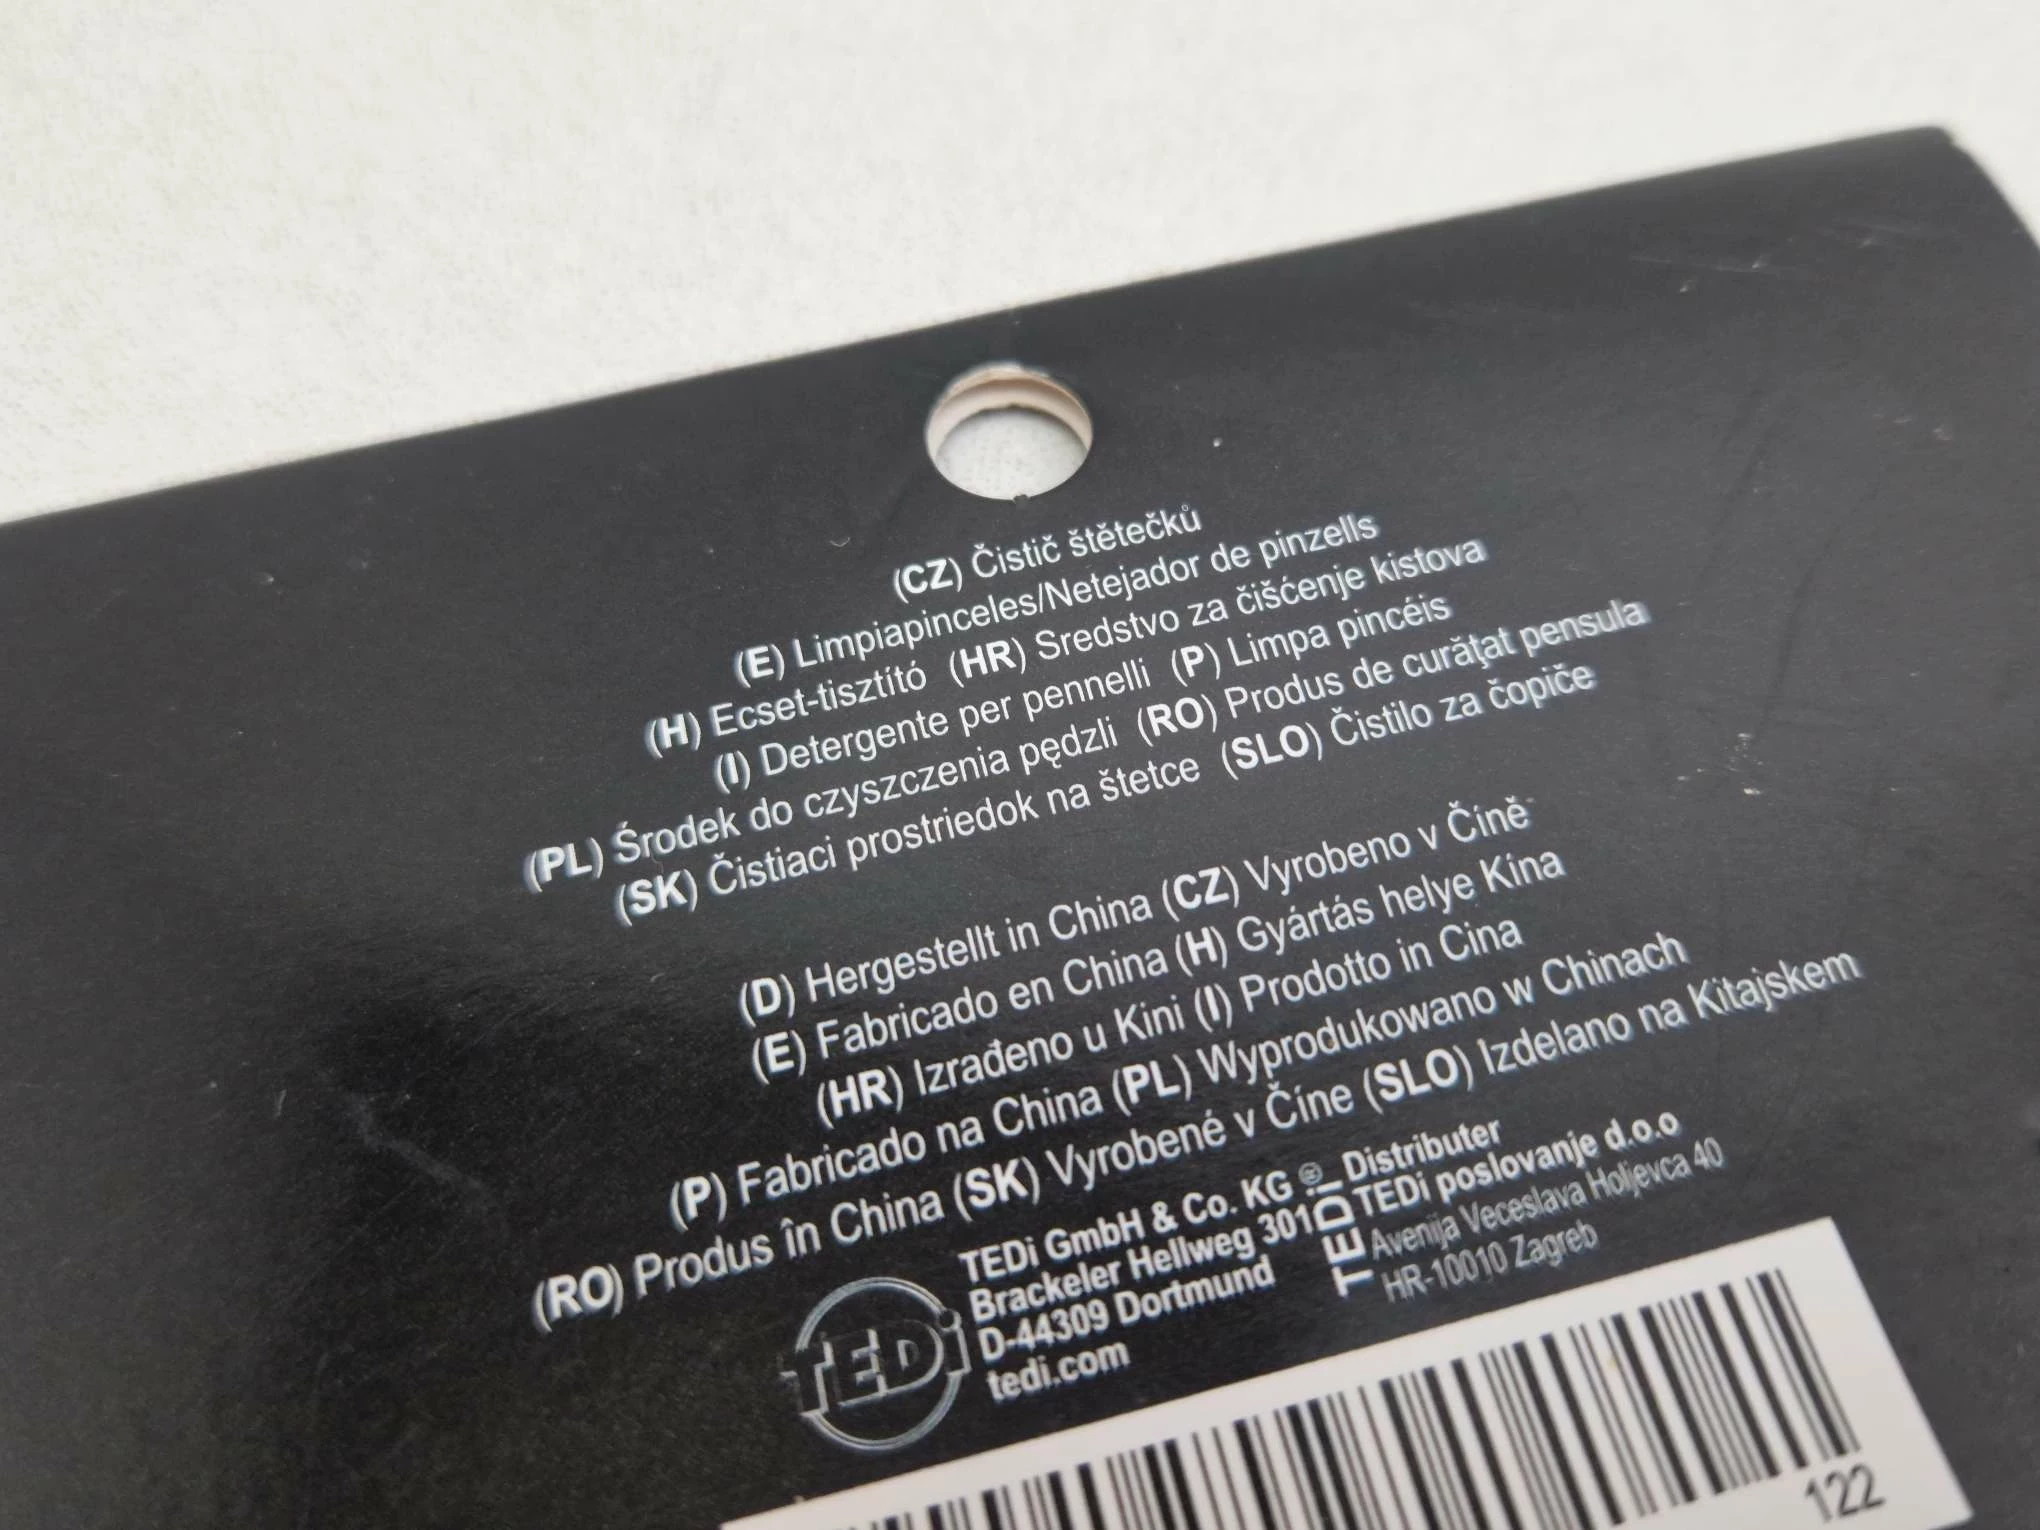 (CZ) Čistič štětečků
(E) Limpiapinceles/Netejador de pinzells
(H) Ecset-tisztító (HR) Sredstvo za čišćenje kistova
(I) Detergente per pennelli (P) Limpa pincéis
(PL) Środek do czyszczenia pędzli (RO) Produs de curăţat pensula
(SK) Čistiaci prostriedok na štetce (SLO) Čistilo za čopiče
(D) Hergestellt in China (CZ) Vyrobeno v Číně
(E) Fabricado en China (H) Gyártás helye Kína
(HR) Izrađeno u Kini (I) Prodotto in Cina
(P) Fabricado na China (PL) Wyprodukowano w Chinach
(RO) Produs în China (SK) Vyrobené v Číne (SLO) Izdelano na Kitajskem
TEDi
TEDi GmbH & Co. KG
Brackeler Hellweg 301
D-44309 Dortmund
tedi.com
TEDi®
Distributer
TEDi poslovanje d.o.o
Avenija Veceslava Holjevca 40
HR-10010 Zagreb
122